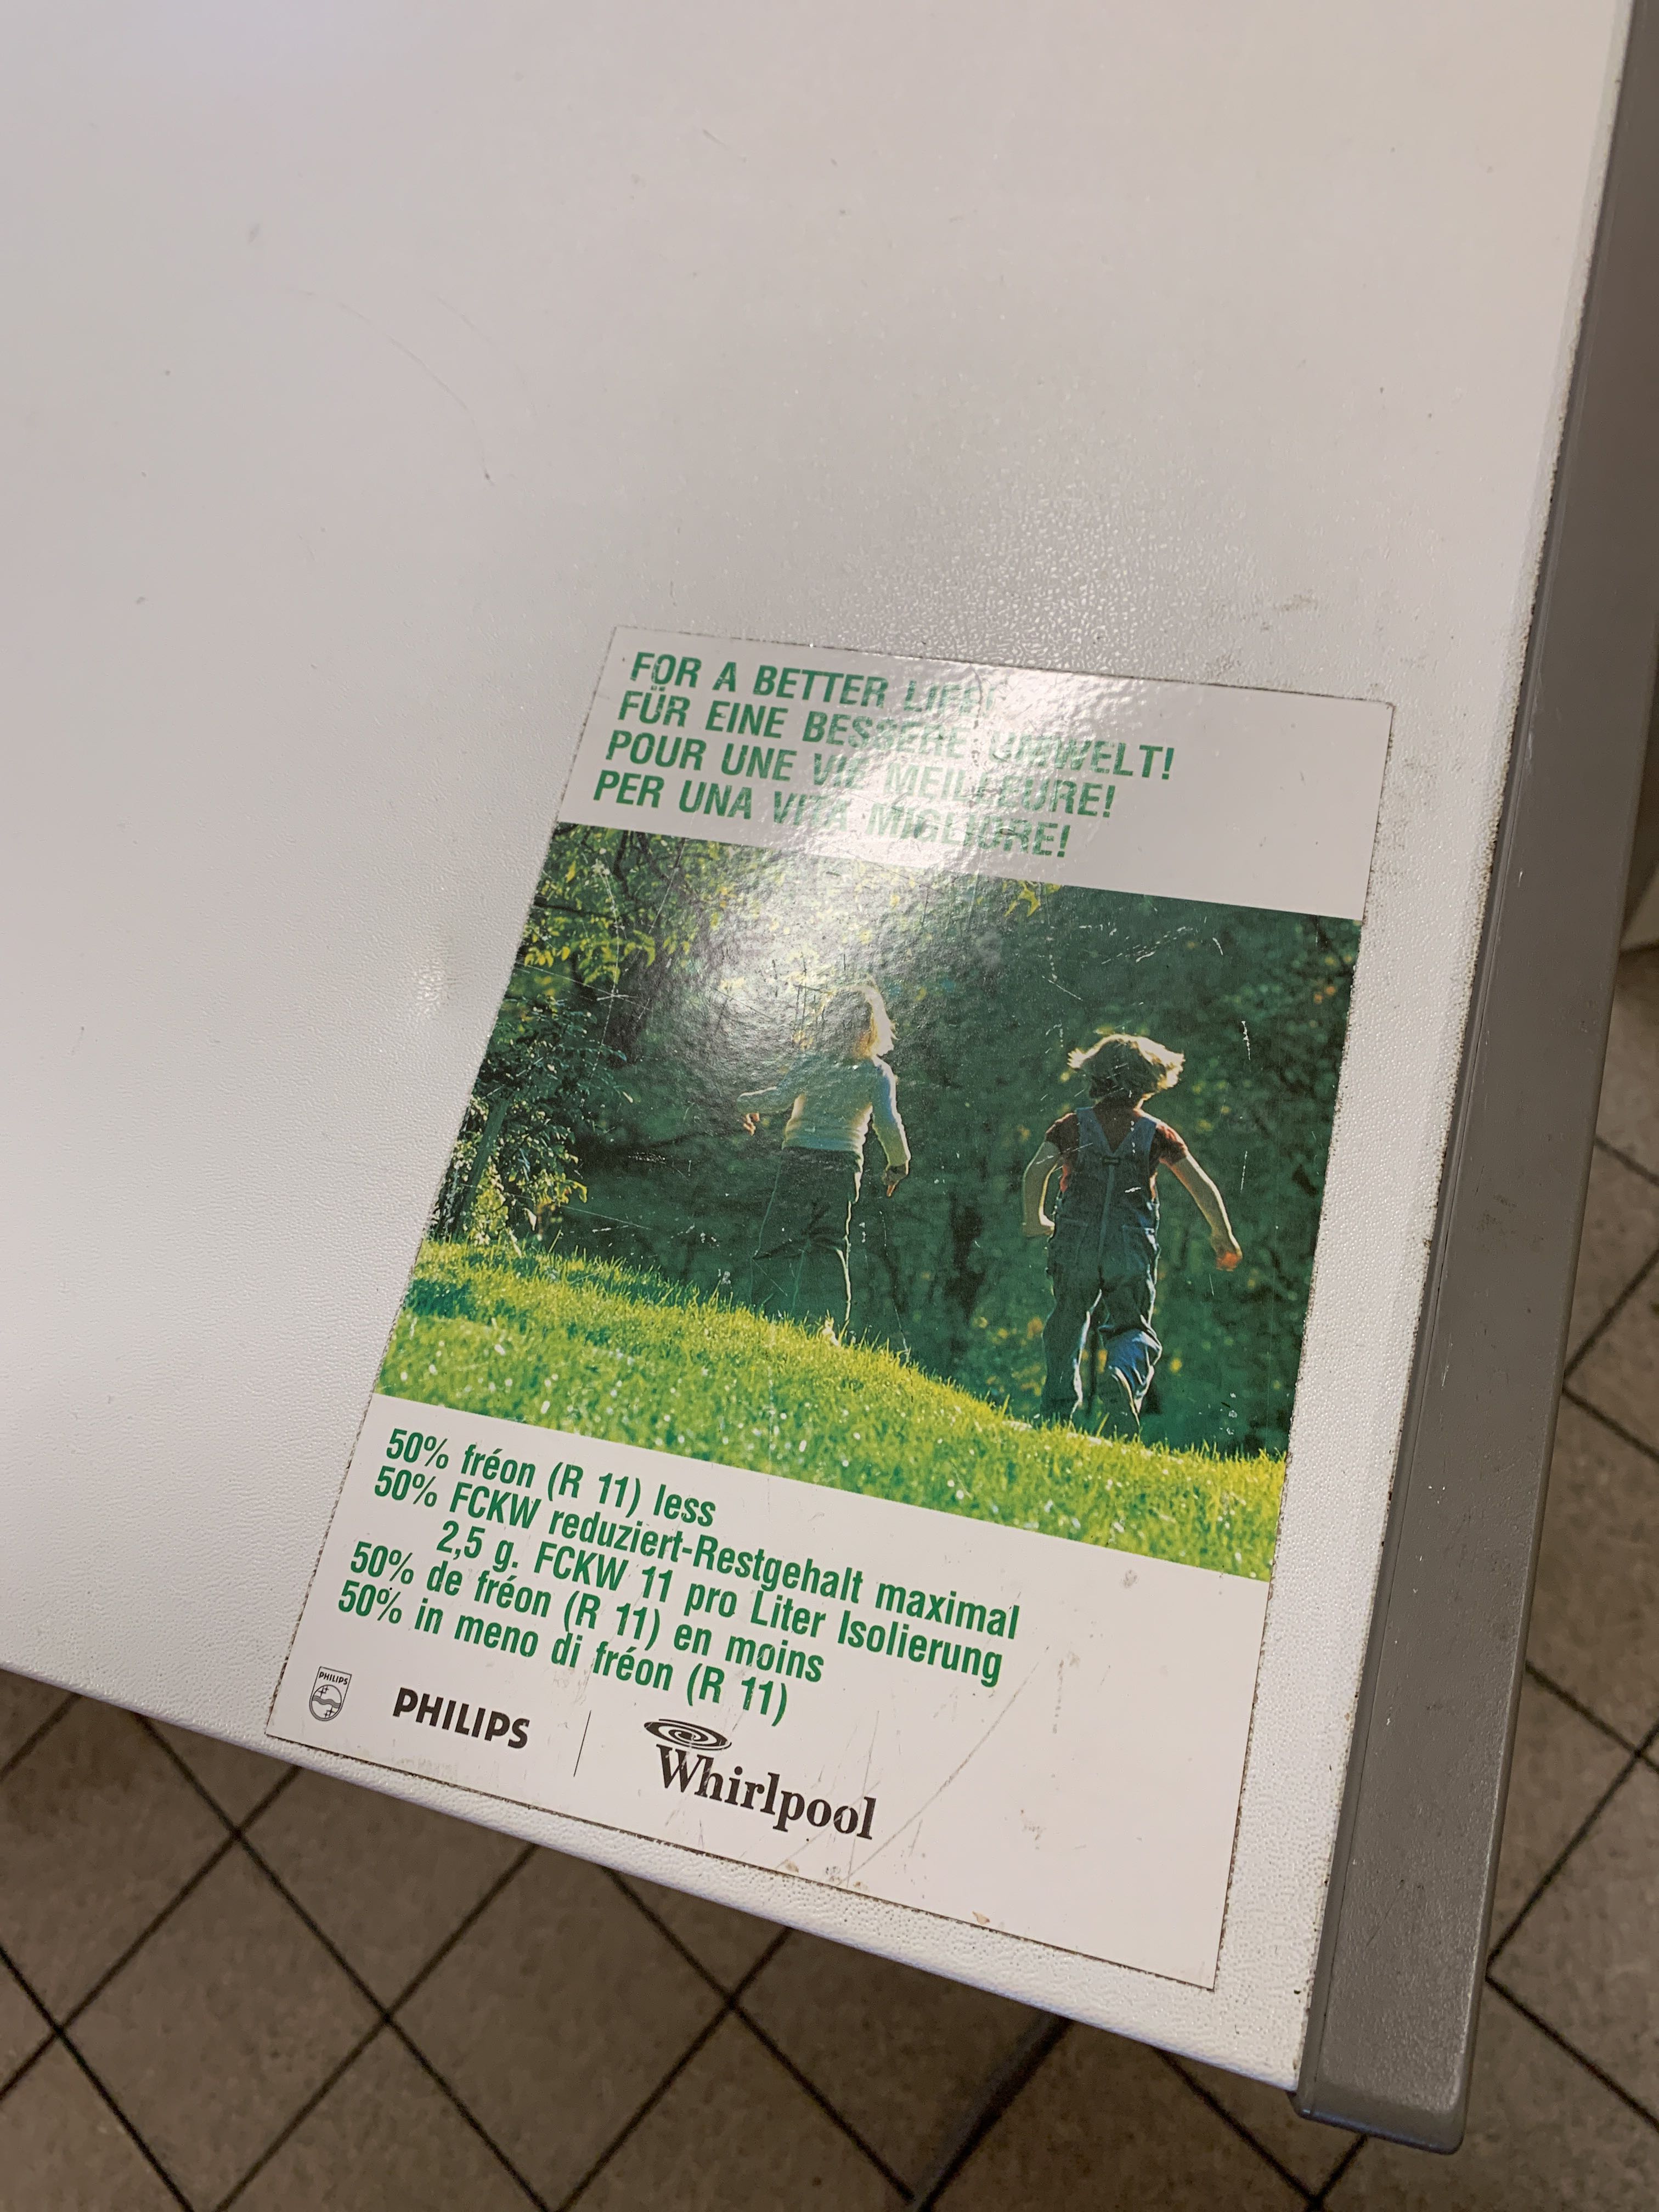 FOR A BETTER LIFE!
FÜR EINE BESSERE UMWELT!
POUR UNE VIE MEILLEURE!
PER UNA VITA MIGLIORE!
50% fréon (R 11) less
50% FCKW reduziert-Restgehalt maximal
2,5 g. FCKW 11 pro Liter Isolierung
50% de fréon (R 11) en moins
50% in meno di fréon (R 11)
PHILIPS
PHILIPS
Whirlpool